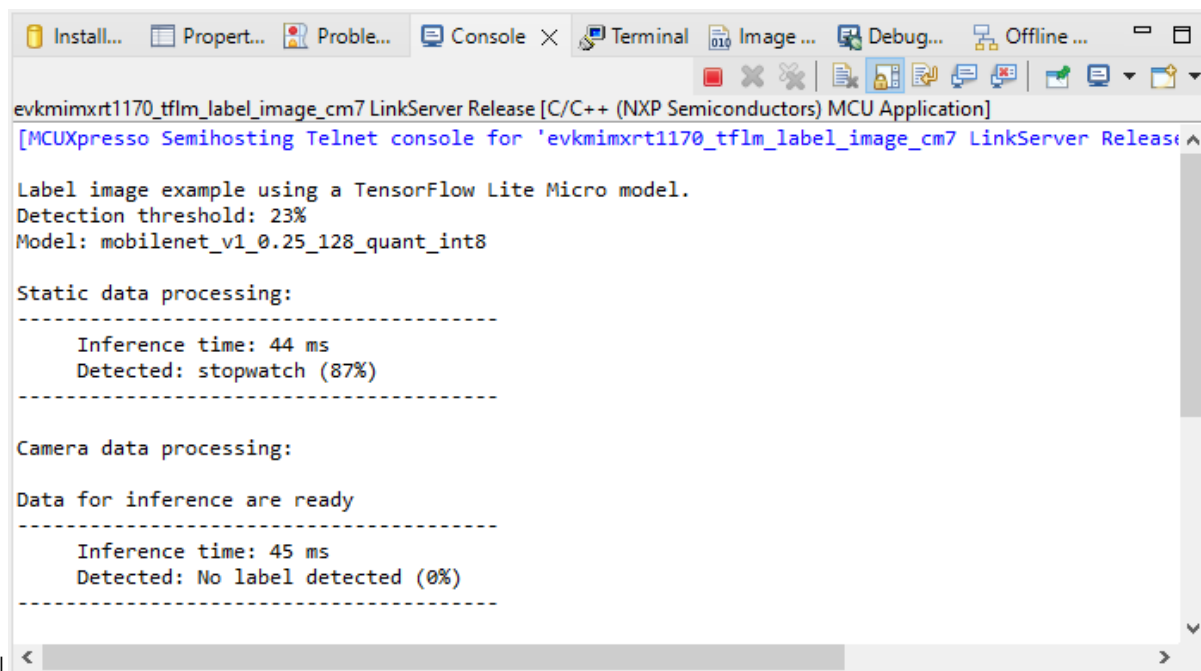 Install... Propert... Proble... Console Terminal Image ... Debug... Offline ...
evkmimxrt1170_tflm_label_image_cm7 LinkServer Release [C/C++ (NXP Semiconductors) MCU Application]
[MCUXpresso Semihosting Telnet console for 'evkmimxrt1170_tflm_label_image_cm7 LinkServer Release
Label image example using a TensorFlow Lite Micro model.
Detection threshold: 23%
Model: mobilenet_v1_0.25_128_quant_int8
Static data processing:
----------------------------------------
Inference time: 44 ms
Detected: stopwatch (87%)
----------------------------------------
Camera data processing:
Data for inference are ready
----------------------------------------
Inference time: 45 ms
Detected: No label detected (0%)
----------------------------------------